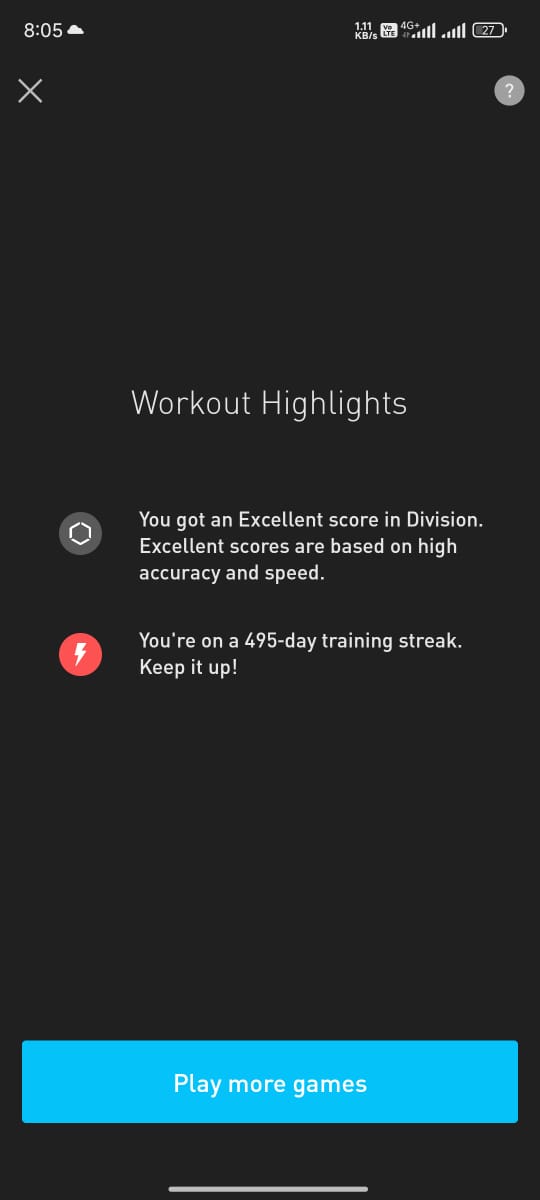 8:05
1.11
KB/s
Vo
LTE
4G+
27
?
Workout Highlights
You got an Excellent score in Division.
Excellent scores are based on high
accuracy and speed.
You're on a 495-day training streak.
Keep it up!
Play more games